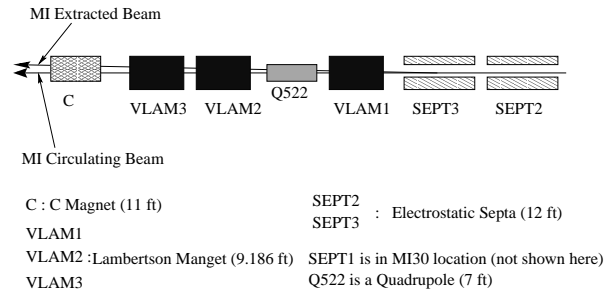 MI Extracted Beam
C
VLAM3
VLAM2
Q522
VLAM1
SEPT3
SEPT2
MI Circulating Beam
C : C Magnet (11 ft)
VLAM1
VLAM2 :Lambertson Manget (9.186 ft)
VLAM3
SEPT2
SEPT3 : Electrostatic Septa (12 ft)
SEPT1 is in MI30 location (not shown here)
Q522 is a Quadrupole (7 ft)